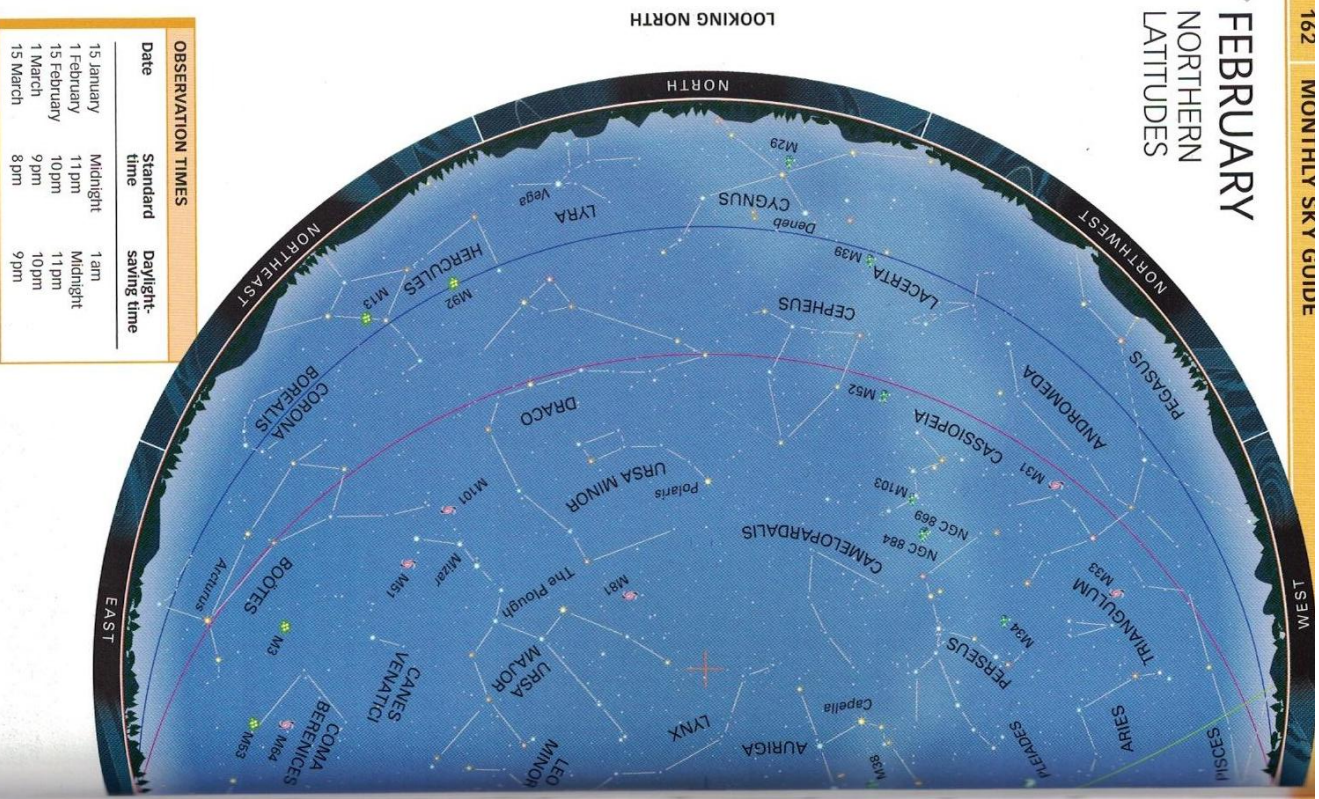 162 MONTHLY SKY GUIDE
FEBRUARY
NORTHERN
LATITUDES
LOOKING NORTH
OBSERVATION TIMES
Date Standard time Daylight-saving time
15 January Midnight 1am
1 February 11pm Midnight
15 February 10pm 11pm
1 March 9pm 10pm
15 March 8pm 9pm
NORTH
NORTHEAST
EAST
NORTHWEST
WEST
M29
CYGNUS
Deneb
M39
LACERTA
CEPHEUS
Vega
LYRA
HERCULES
M92
M13
CORONA
BOREALIS
DRACO
URSA MINOR
Polaris
M52
CASSIOPEIA
ANDROMEDA
PEGASUS
M31
M103
NGC 869
NGC 884
CAMELOPARDALIS
M101
Mizar
M51
The Plough
M81
BOÖTES
Arcturus
M3
CANES
VENATICI
URSA
MAJOR
COMA
BERENICES
M53
M64
LEO
MINOR
LYNX
AURIGA
Capella
M38
PERSEUS
M34
M33
TRIANGULUM
PLEIADES
ARIES
PISCES